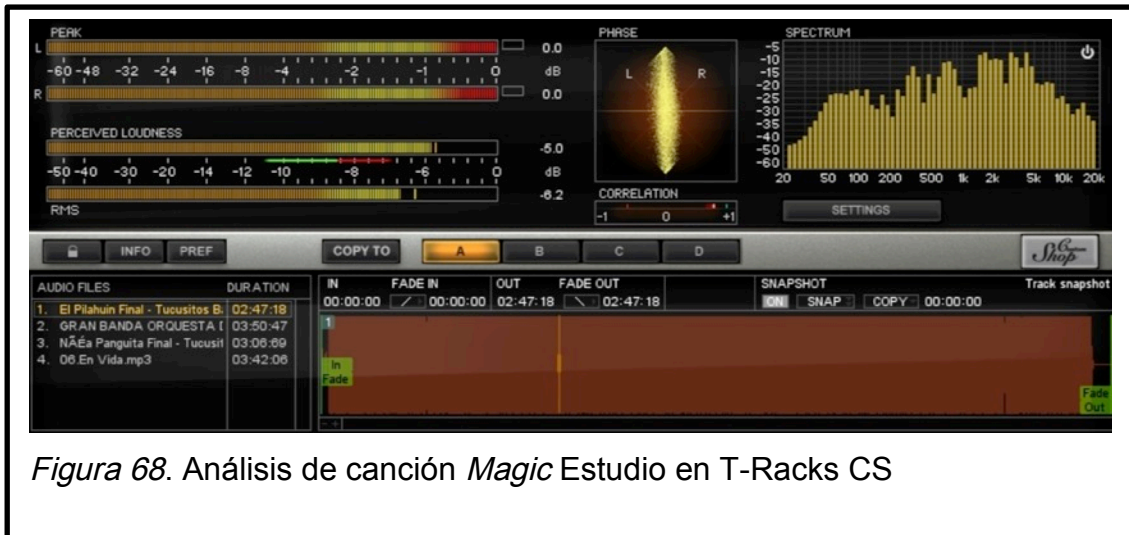 PEAK
L
-60 -48 -32 -24 -16 -8 -4 -2 -1 0
0.0
dB
R
0.0
PERCEIVED LOUDNESS
-5.0
-50 -40 -30 -20 -14 -12 -10 -8 -6 0
dB
-6.2
RMS
PHASE
L R
CORRELATION
-1 0 +1
SPECTRUM
-5
-10
-15
-20
-25
-30
-35
-40
-50
-60
20 50 100 200 500 1k 2k 5k 10k 20k
SETTINGS
INFO PREF COPY TO A B C D
Custom Shop
AUDIO FILES DURATION
1. El Pilahuin Final - Tucusitos B. 02:47:18
2. GRAN BANDA ORQUESTA [ 03:50:47
3. NÃÉa Panguita Final - Tucusit 03:06:69
4. 06.En Vida.mp3 03:42:06
IN FADE IN OUT FADE OUT SNAPSHOT Track snapshot
00:00:00 00:00:00 02:47:18 02:47:18 ON SNAP COPY 00:00:00
1
In
Fade
Fade
Out
Figura 68. Análisis de canción Magic Estudio en T-Racks CS